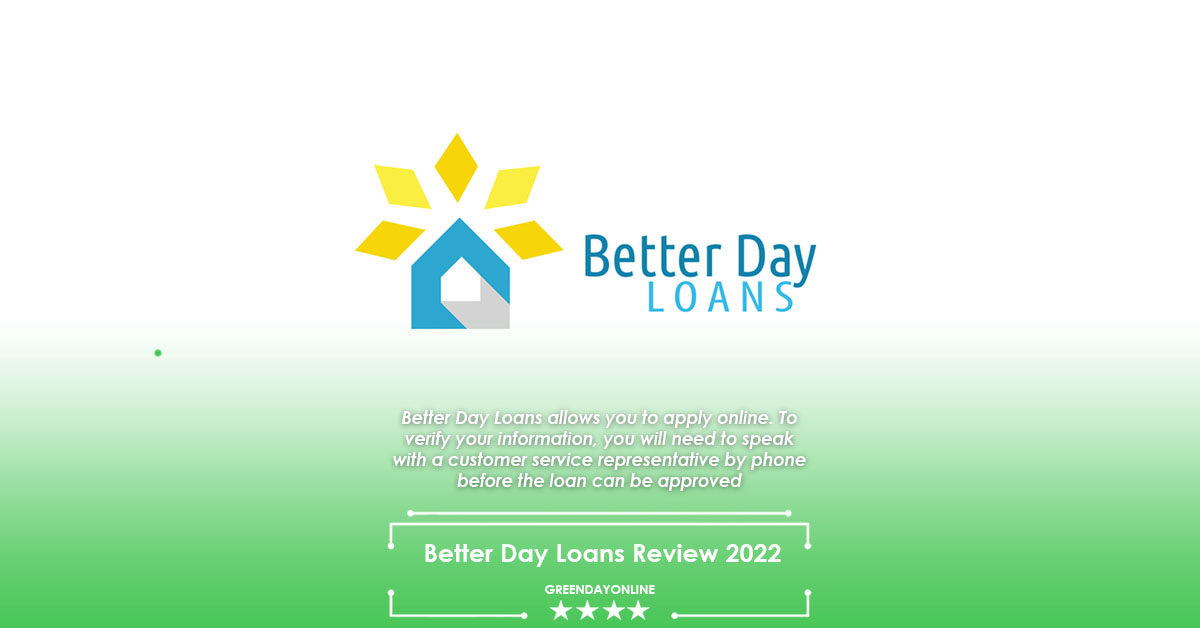 Better Day
LOANS
Better Day Loans allows you to apply online. To
verify your information, you will need to speak
with a customer service representative by phone
before the loan can be approved
Better Day Loans Review 2022
GREENDAYONLINE